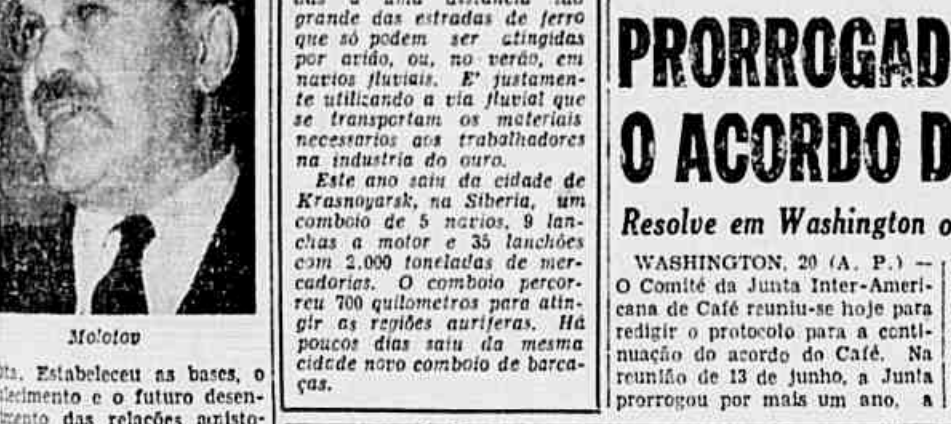 Molotov
Estabeleceu as bases, o
e o futuro desen-
das relações amisto-
grande das estradas de ferro
que só podem ser atingidas
por avião, ou, no verão, em
navios fluviais. E' justamen-
te utilizando a via fluvial que
se transportam os materiais
necessarios aos trabalhadores
na industria do ouro.
Este ano saiu da cidade de
Krasnoyarsk, na Siberia, um
comboio de 5 navios, 9 lan-
chas a motor e 35 lanchões
com 2.000 toneladas de mer-
cadorias. O comboio percor-
reu 700 quilometros para atin-
gir as regiões auriferas. Há
poucos dias saiu da mesma
cidade novo comboio de barca-
ças.
PRORROGAD
O ACORDO D
Resolve em Washington o
WASHINGTON, 20 (A. P.) —
O Comité da Junta Inter-Ameri-
cana de Café reuniu-se hoje para
redigir o protocolo para a conti-
nuação do acordo do Café. Na
reunião de 13 de junho, a Junta
prorrogou por mais um ano, a